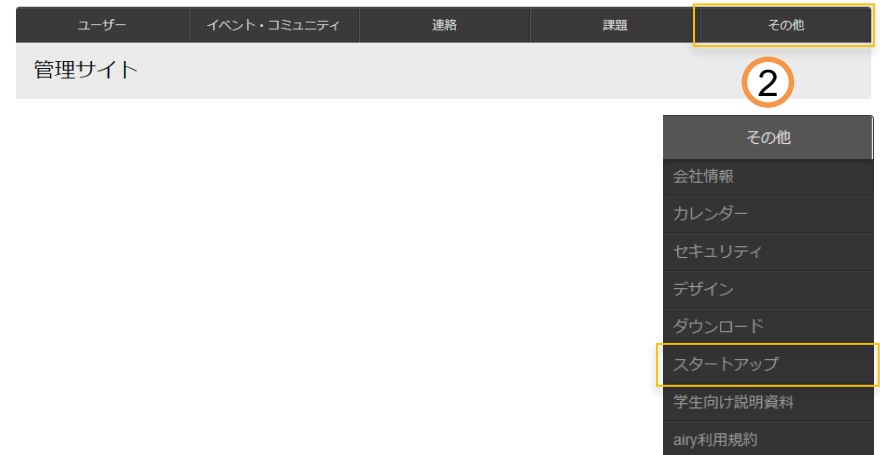 ユーザー イベント・コミュニティ 連絡 課題 その他
管理サイト
2
その他
会社情報
カレンダー
セキュリティ
デザイン
ダウンロード
スタートアップ
学生向け説明資料
airy利用規約